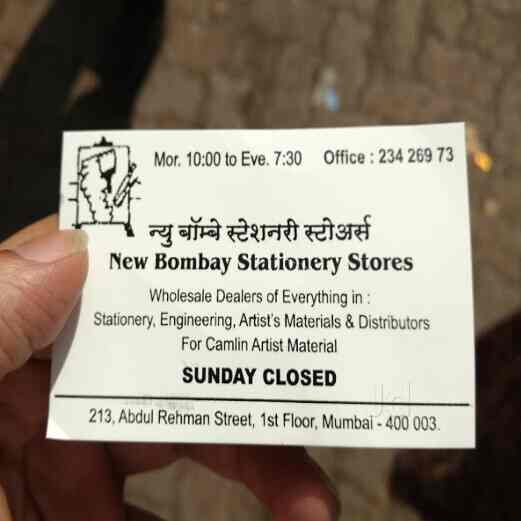 Mor. 10:00 to Eve. 7:30 Office : 234 269 73
न्यु बॉम्बे स्टेशनरी स्टोअर्स
New Bombay Stationery Stores
Wholesale Dealers of Everything in :
Stationery, Engineering, Artist's Materials & Distributors
For Camlin Artist Material
SUNDAY CLOSED
213, Abdul Rehman Street, 1st Floor, Mumbai - 400 003.